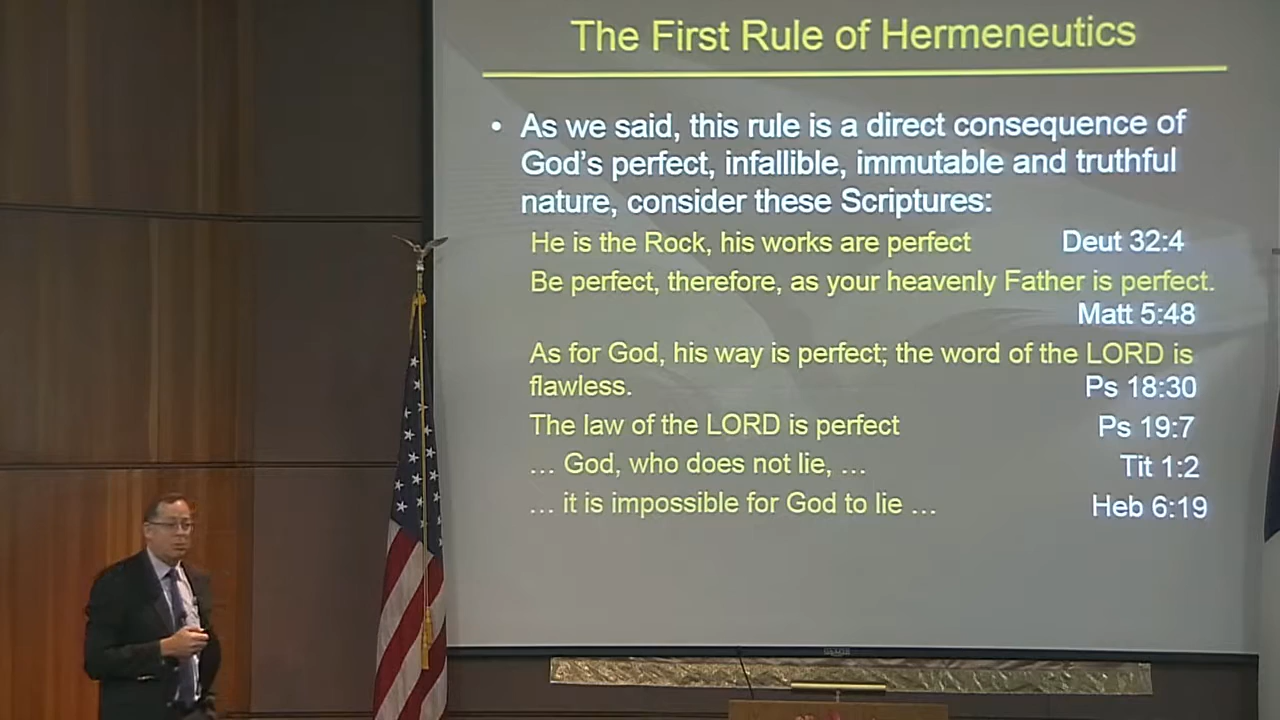 The First Rule of Hermeneutics
• As we said, this rule is a direct consequence of
God's perfect, infallible, immutable and truthful
nature, consider these Scriptures:
He is the Rock, his works are perfect Deut 32:4
Be perfect, therefore, as your heavenly Father is perfect.
Matt 5:48
As for God, his way is perfect; the word of the LORD is
flawless. Ps 18:30
The law of the LORD is perfect Ps 19:7
… God, who does not lie, … Tit 1:2
… it is impossible for God to lie … Heb 6:19